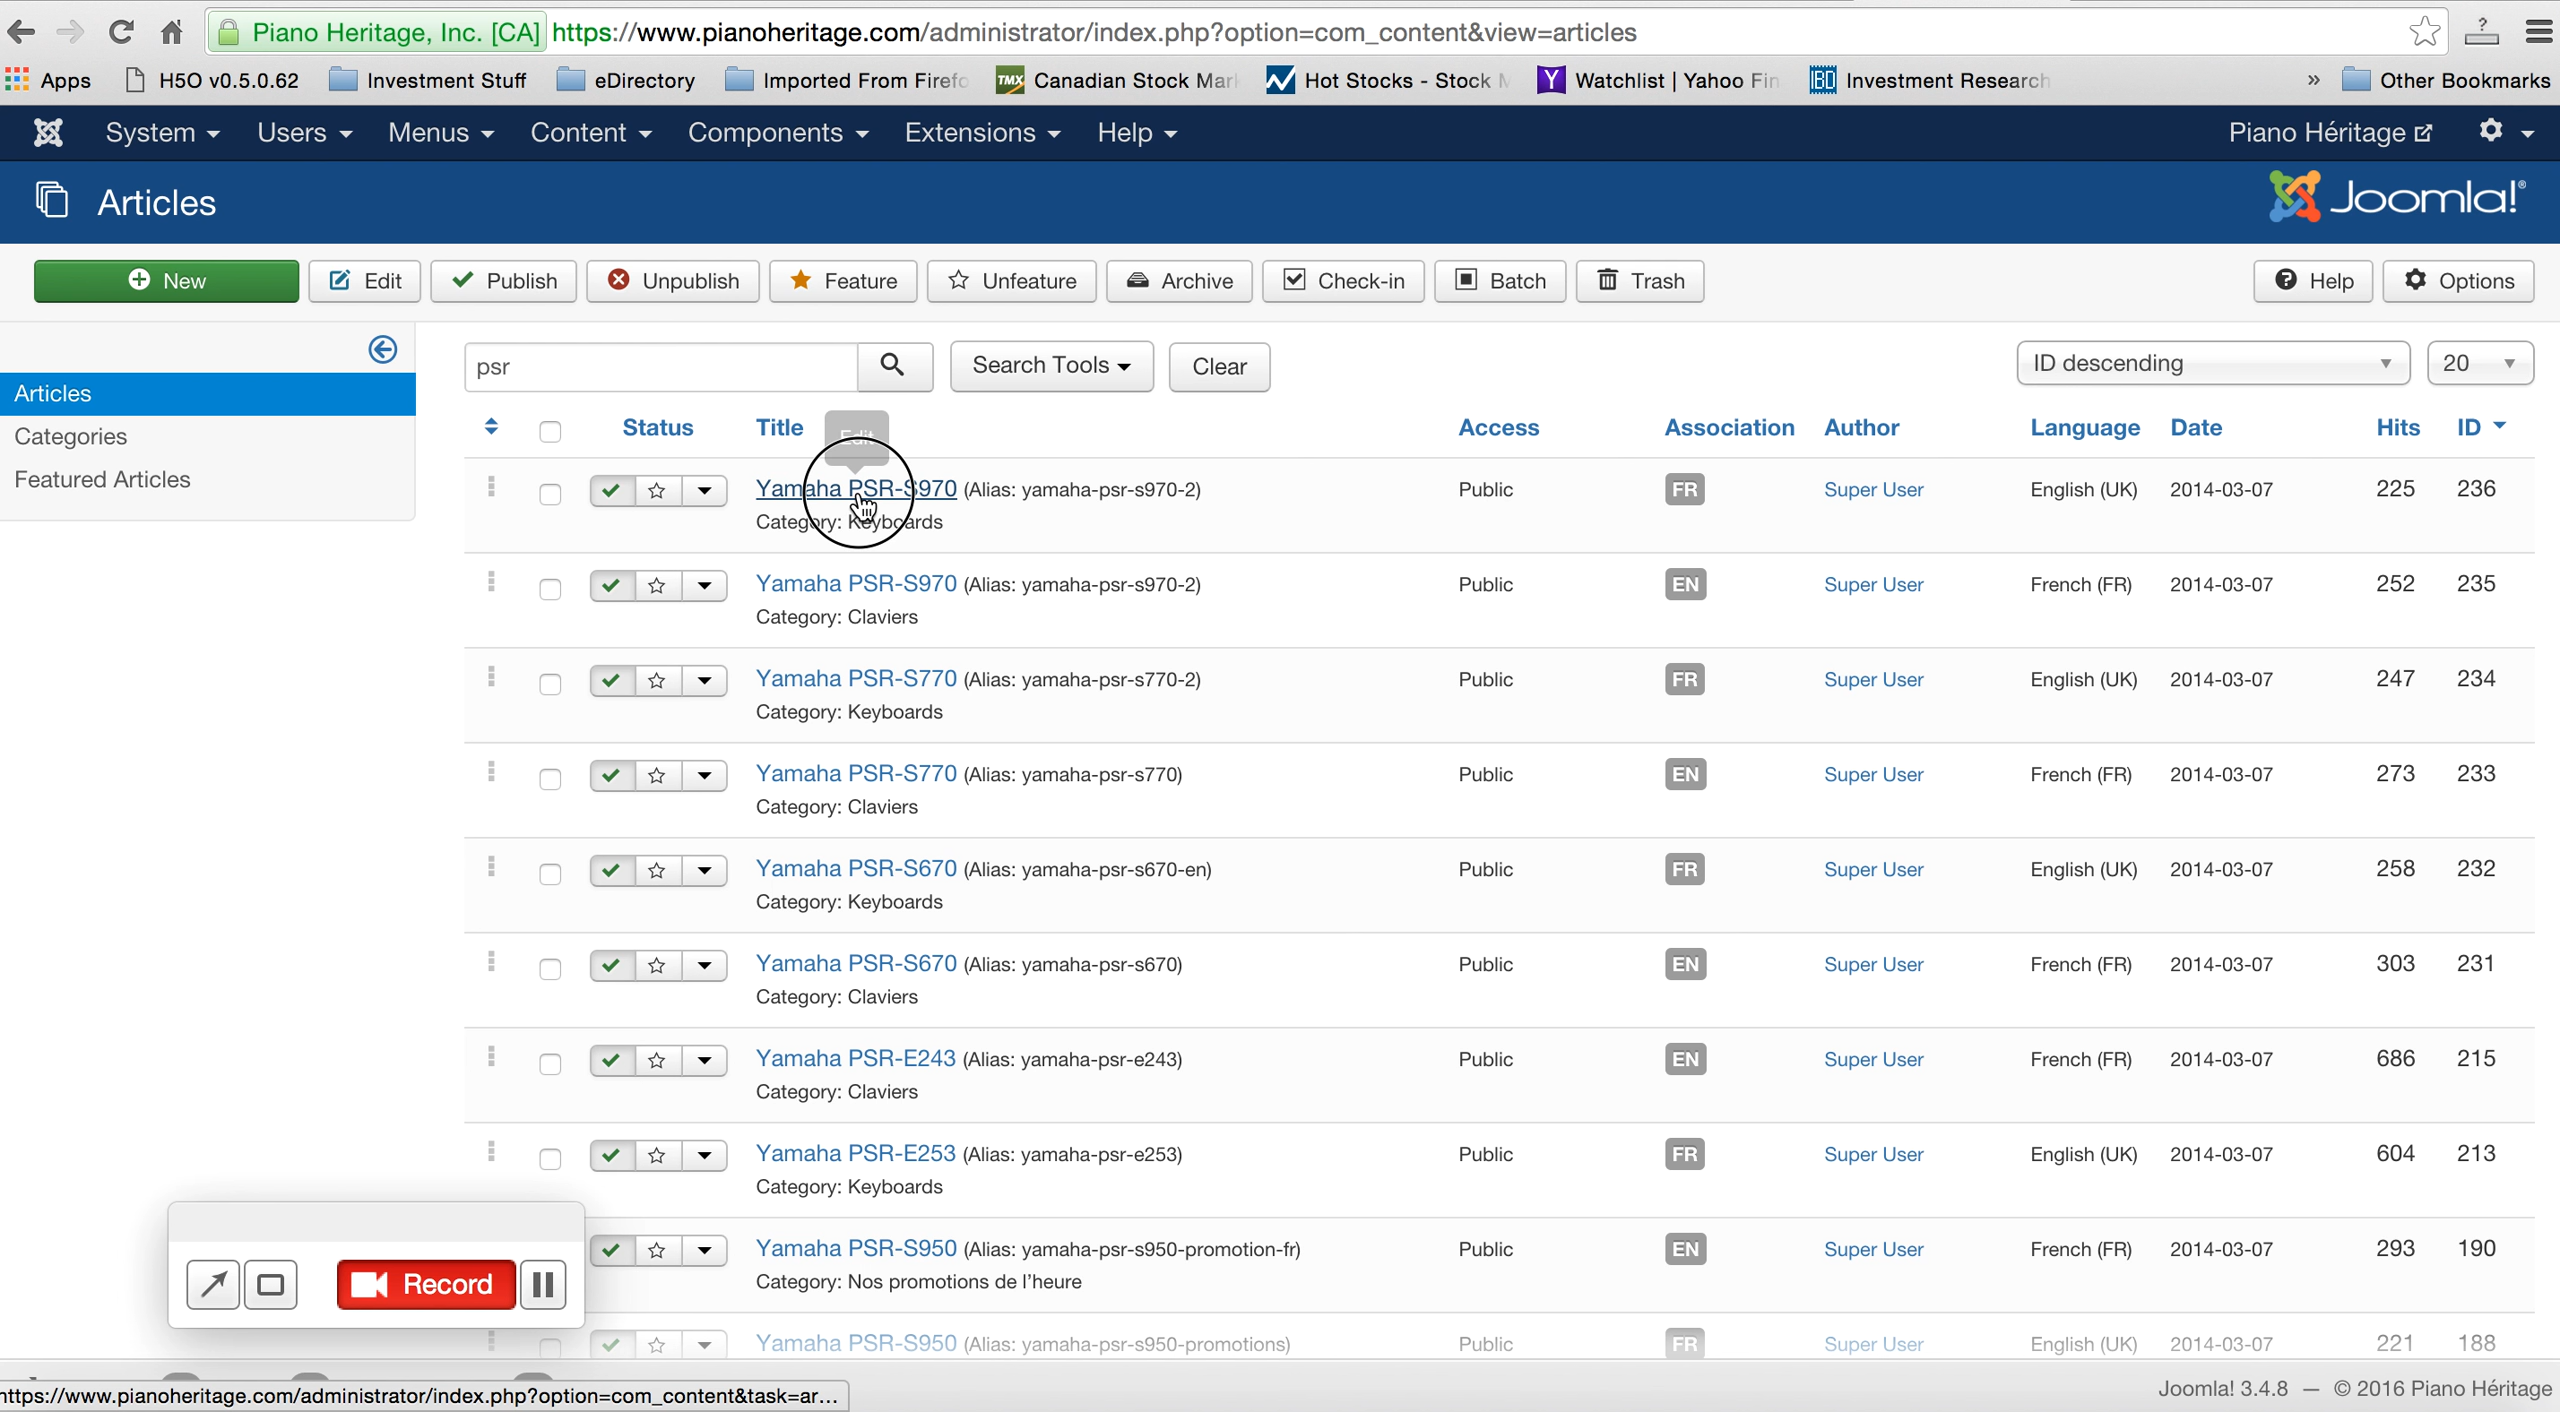 Piano Heritage, Inc. [CA] https://www.pianoheritage.com/administrator/index.php?option=com_content&view=articles
Apps H5O v0.5.0.62 Investment Stuff eDirectory Imported From Firefo TMX Canadian Stock Mar Hot Stocks - Stock Y Watchlist | Yahoo Fin IBD Investment Research » Other Bookmarks
System Users Menus Content Components Extensions Help Piano Héritage
Articles Joomla!®
New Edit Publish Unpublish Feature Unfeature Archive Check-in Batch Trash Help Options
psr Search Tools Clear ID descending 20
Articles
Categories
Featured Articles
Status Title Edit Access Association Author Language Date Hits ID
Yamaha PSR-S970 (Alias: yamaha-psr-s970-2) Public FR Super User English (UK) 2014-03-07 225 236
Category: Keyboards
Yamaha PSR-S970 (Alias: yamaha-psr-s970-2) Public EN Super User French (FR) 2014-03-07 252 235
Category: Claviers
Yamaha PSR-S770 (Alias: yamaha-psr-s770-2) Public FR Super User English (UK) 2014-03-07 247 234
Category: Keyboards
Yamaha PSR-S770 (Alias: yamaha-psr-s770) Public EN Super User French (FR) 2014-03-07 273 233
Category: Claviers
Yamaha PSR-S670 (Alias: yamaha-psr-s670-en) Public FR Super User English (UK) 2014-03-07 258 232
Category: Keyboards
Yamaha PSR-S670 (Alias: yamaha-psr-s670) Public EN Super User French (FR) 2014-03-07 303 231
Category: Claviers
Yamaha PSR-E243 (Alias: yamaha-psr-e243) Public EN Super User French (FR) 2014-03-07 686 215
Category: Claviers
Yamaha PSR-E253 (Alias: yamaha-psr-e253) Public FR Super User English (UK) 2014-03-07 604 213
Category: Keyboards
Yamaha PSR-S950 (Alias: yamaha-psr-s950-promotion-fr) Public EN Super User French (FR) 2014-03-07 293 190
Category: Nos promotions de l'heure
Record
Yamaha PSR-S950 (Alias: yamaha-psr-s950-promotions) Public FR Super User English (UK) 2014-03-07 221 188
https://www.pianoheritage.com/administrator/index.php?option=com_content&task=ar...
Joomla! 3.4.8 — © 2016 Piano Héritage